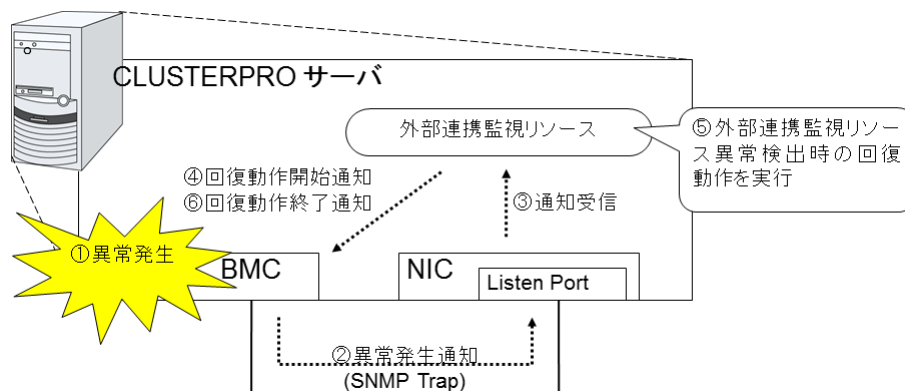 CLUSTERPRO サーバ
外部連携監視リソース
⑤外部連携監視リソー
ス異常検出時の回復
動作を実行
④回復動作開始通知
⑥回復動作終了通知
③通知受信
①異常発生
BMC
NIC
Listen Port
②異常発生通知
(SNMP Trap)